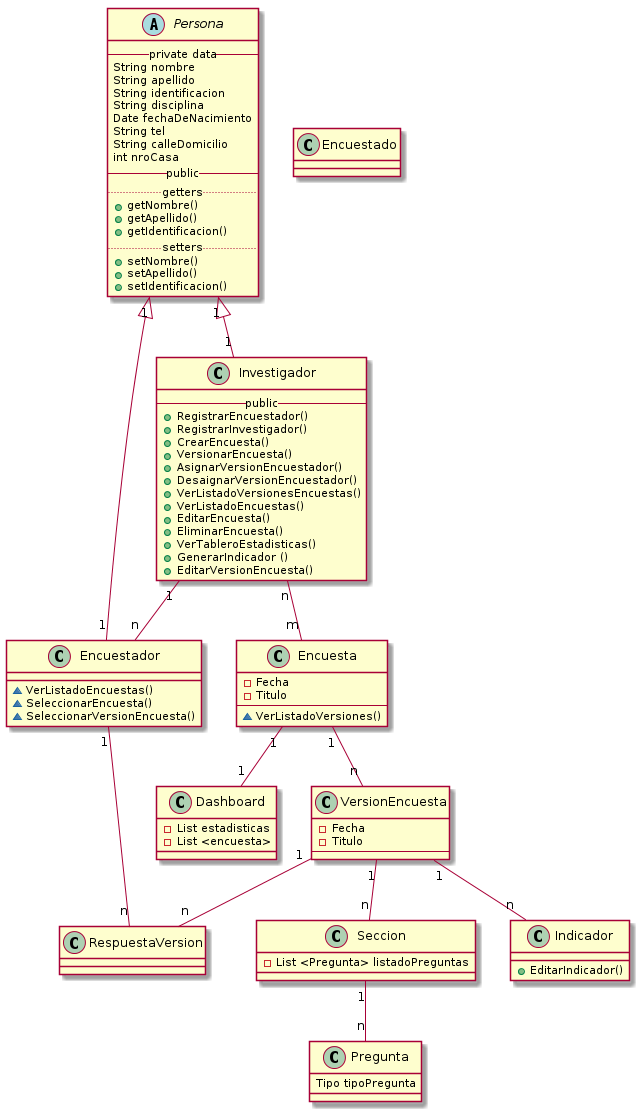 A Persona
private data
String nombre
String apellido
String identificacion
String disciplina
Date fechaDeNacimiento
String tel
String calleDomicilio
int nroCasa
public
getters
getNombre()
getApellido()
getIdentificacion()
setters
setNombre()
setApellido()
setIdentificacion()
C Encuestado
1
1
1
C Investigador
public
RegistrarEncuestador()
RegistrarInvestigador()
CrearEncuesta()
VersionarEncuesta()
AsignarVersionEncuestador()
DesaignarVersionEncuestador()
VerListadoVersionesEncuestas()
VerListadoEncuestas()
EditarEncuesta()
EliminarEncuesta()
VerTableroEstadisticas()
GenerarIndicador ()
EditarVersionEncuesta()
1
n
1
n
m
C Encuestador
VerListadoEncuestas()
SeleccionarEncuesta()
SeleccionarVersionEncuesta()
C Encuesta
Fecha
Titulo
VerListadoVersiones()
1
1
1
1
n
C Dashboard
List estadisticas
List <encuesta>
C VersionEncuesta
Fecha
Titulo
1
1
1
n
n
n
n
C RespuestaVersion
C Seccion
List <Pregunta> listadoPreguntas
C Indicador
EditarIndicador()
1
n
C Pregunta
Tipo tipoPregunta